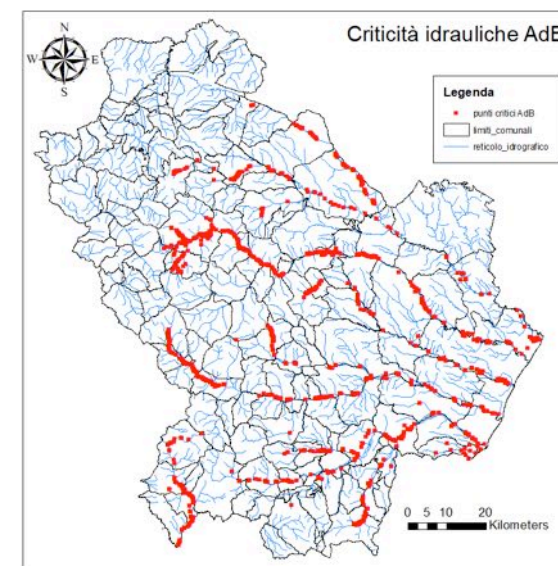 Criticità idrauliche AdB
N
W E
S
Legenda
punti critici AdB
limiti_comunali
reticolo_idrografico
0 5 10 20
Kilometers